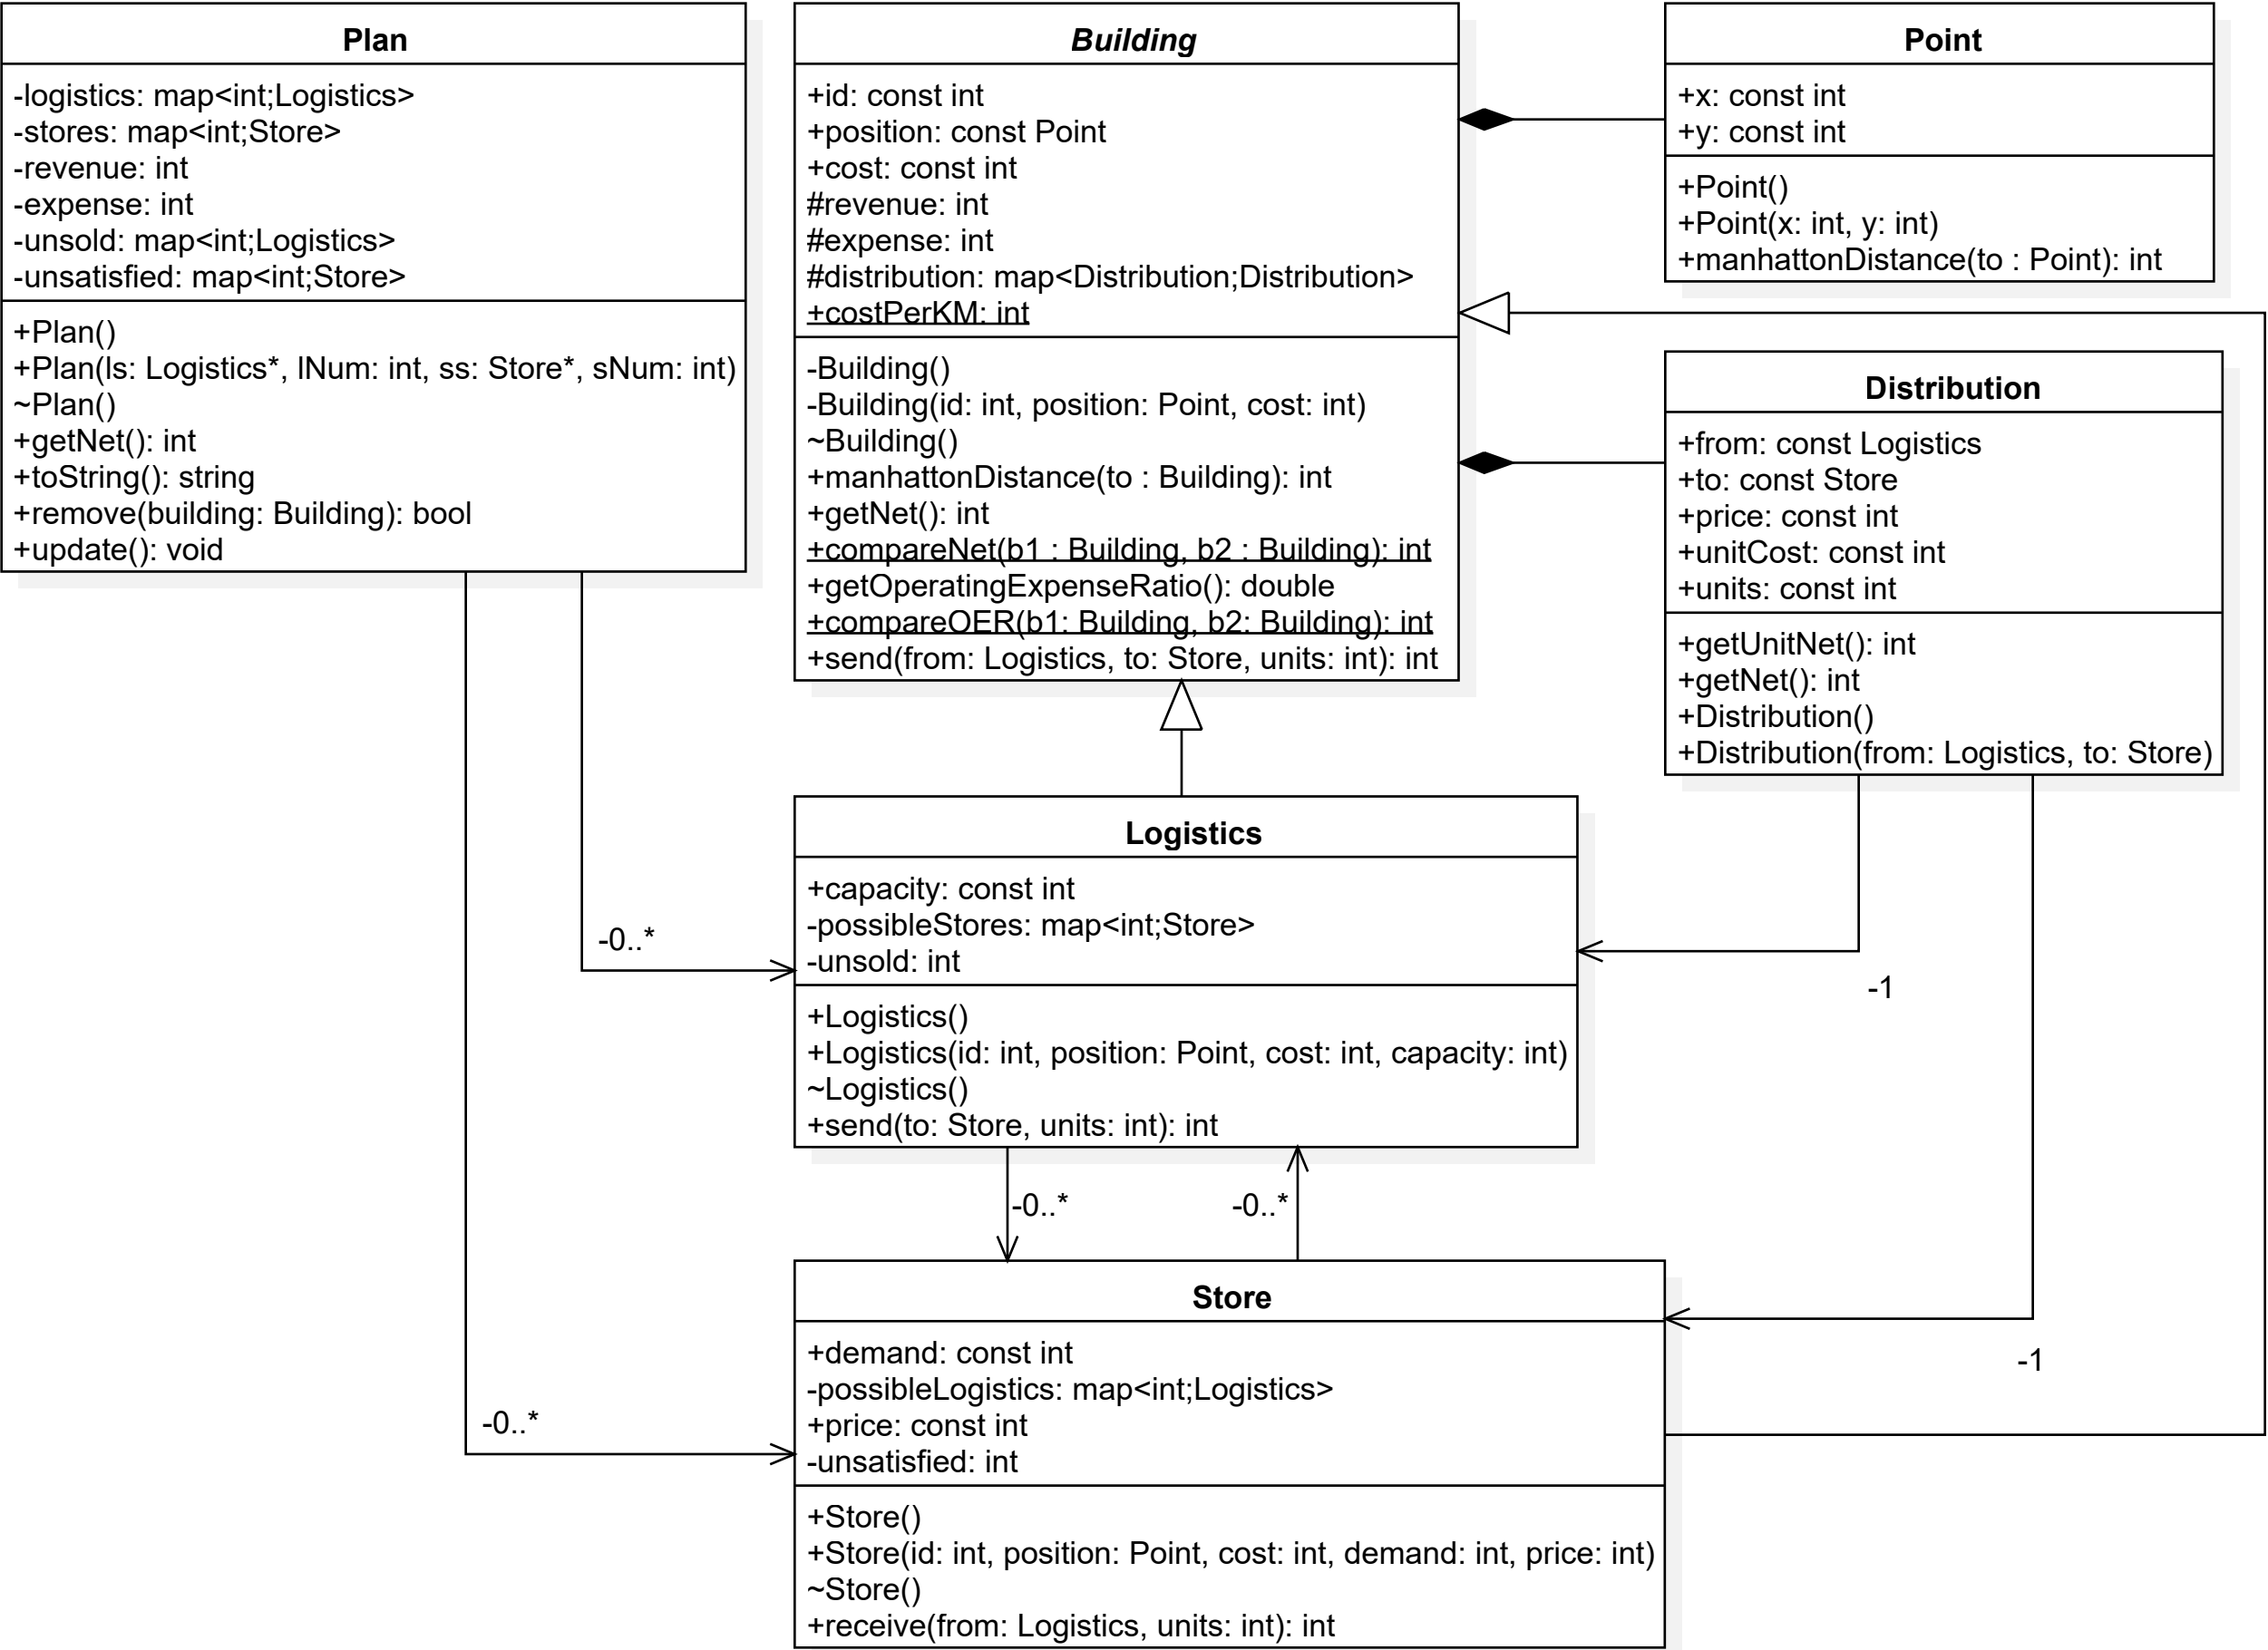 Plan
-logistics: map<int;Logistics>
-stores: map<int;Store>
-revenue: int
-expense: int
-unsold: map<int;Logistics>
-unsatisfied: map<int;Store>
+Plan()
+Plan(ls: Logistics*, lNum: int, ss: Store*, sNum: int)
~Plan()
+getNet(): int
+toString(): string
+remove(building: Building): bool
+update(): void
Building
+id: const int
+position: const Point
+cost: const int
#revenue: int
#expense: int
#distribution: map<Distribution;Distribution>
+costPerKM: int
-Building()
-Building(id: int, position: Point, cost: int)
~Building()
+manhattonDistance(to : Building): int
+getNet(): int
+compareNet(b1 : Building, b2 : Building): int
+getOperatingExpenseRatio(): double
+compareOER(b1: Building, b2: Building): int
+send(from: Logistics, to: Store, units: int): int
Point
+x: const int
+y: const int
+Point()
+Point(x: int, y: int)
+manhattonDistance(to : Point): int
Distribution
+from: const Logistics
+to: const Store
+price: const int
+unitCost: const int
+units: const int
+getUnitNet(): int
+getNet(): int
+Distribution()
+Distribution(from: Logistics, to: Store)
Logistics
+capacity: const int
-possibleStores: map<int;Store>
-unsold: int
+Logistics()
+Logistics(id: int, position: Point, cost: int, capacity: int)
~Logistics()
+send(to: Store, units: int): int
-0..*
-1
-0..*
-0..*
Store
+demand: const int
-possibleLogistics: map<int;Logistics>
+price: const int
-unsatisfied: int
+Store()
+Store(id: int, position: Point, cost: int, demand: int, price: int)
~Store()
+receive(from: Logistics, units: int): int
-0..*
-1